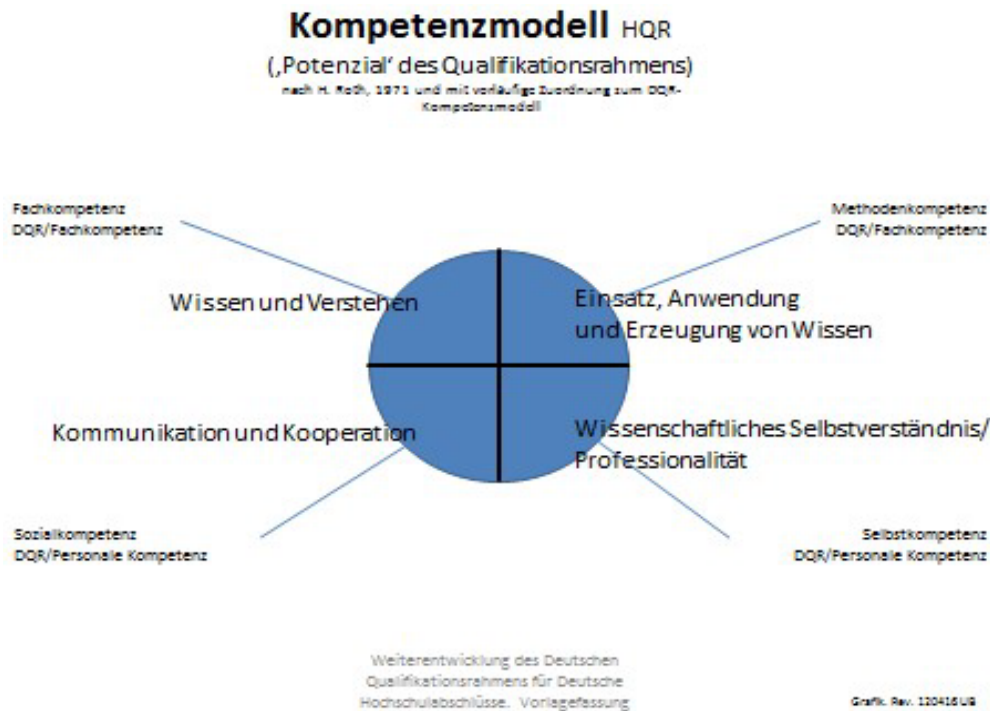 Kompetenzmodell HQR
(‚Potenzial‘ des Qualifikationsrahmens)
nach H. Roth, 1971 und mit vorläufige Zuordnung zum DQR-
Kompetenzmodell
Fachkompetenz
DQR/Fachkompetenz
Methodenkompetenz
DQR/Fachkompetenz
Wissen und Verstehen
Einsatz, Anwendung
und Erzeugung von Wissen
Kommunikation und Kooperation
Wissenschaftliches Selbstverständnis/
Professionalität
Sozialkompetenz
DQR/Personale Kompetenz
Selbstkompetenz
DQR/Personale Kompetenz
Weiterentwicklung des Deutschen
Qualifikationsrahmens für Deutsche
Hochschulabschlüsse. Vorlagefassung
Grafik. Rev. 120416 UB